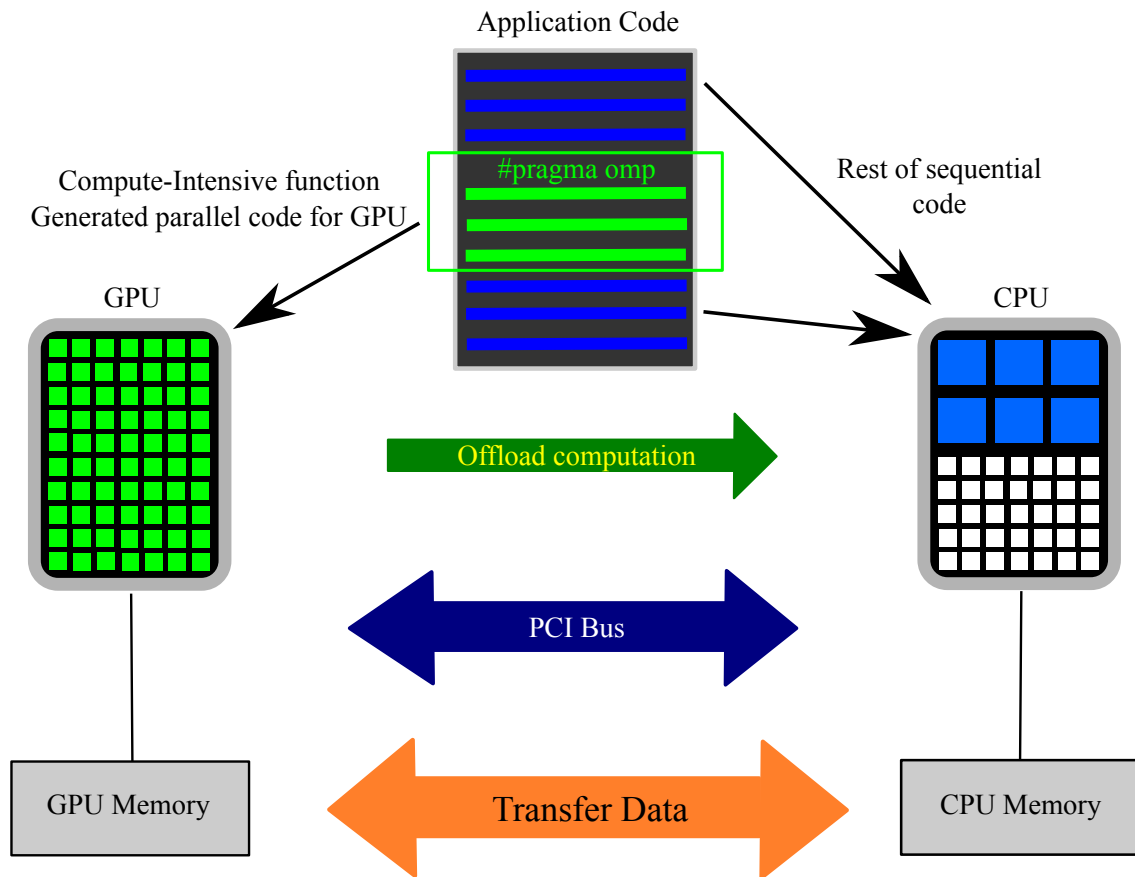 Application Code
#pragma omp
Compute-Intensive function
Generated parallel code for GPU
Rest of sequential
code
GPU
CPU
Offload computation
PCI Bus
GPU Memory
Transfer Data
CPU Memory